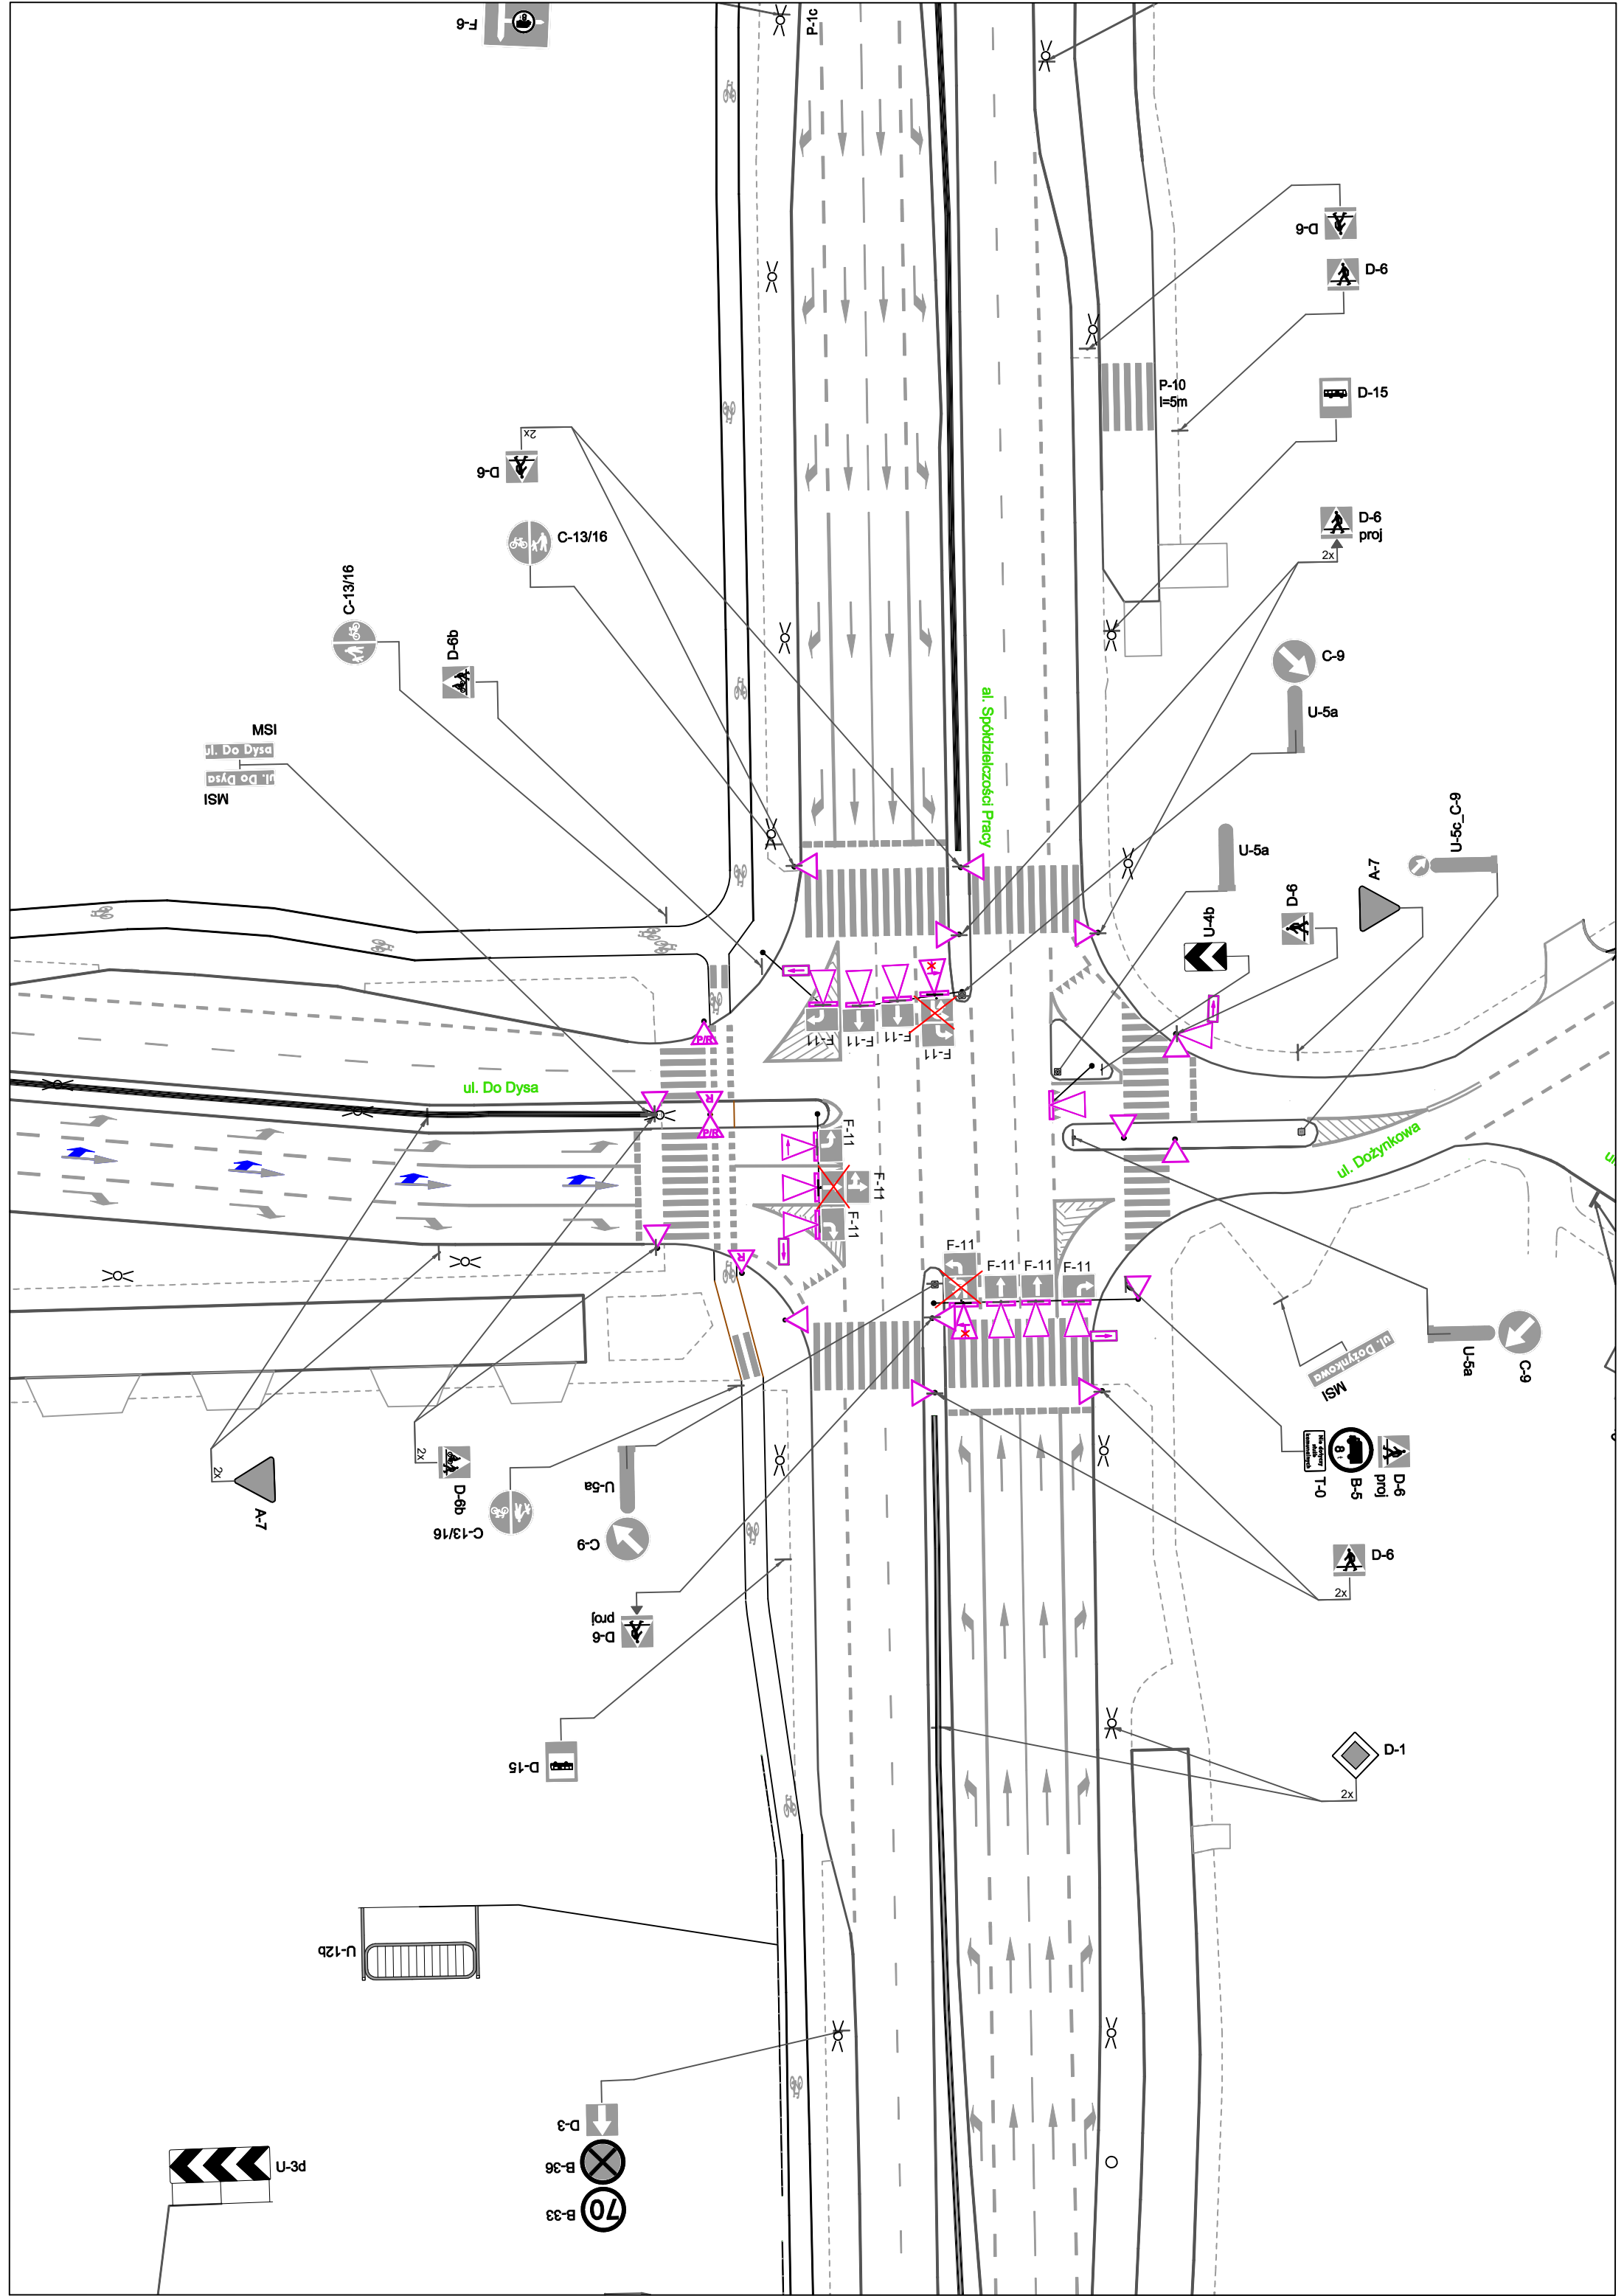 F-6
P-1c
D-6
D-6
P-10
l=5m
D-15
2x
D-6
D-6
proj
2x
C-13/16
C-13/16
D-6b
C-9
U-5a
MSI
ul. Do Dysa
ul. Do Dysa
MSI
al. Spółdzielczości Pracy
U-5a
U-5c_C-9
A-7
D-6
U-4b
F-11
F-11
F-11
F-11
P/R
ul. Do Dysa
R
P/R
F-11
F-11
F-11
R
ul. Dożynkowa
ul.
F-11
F-11
F-11
F-11
ul. Dożynkowa
MSI
U-5a
C-9
8 t
T-0
B-5
D-6
proj
2x
A-7
2x
D-6b
C-13/16
U-5a
C-9
D-6
2x
D-6
proj
D-15
D-1
2x
U-12b
D-3
B-36
70
B-33
U-3d